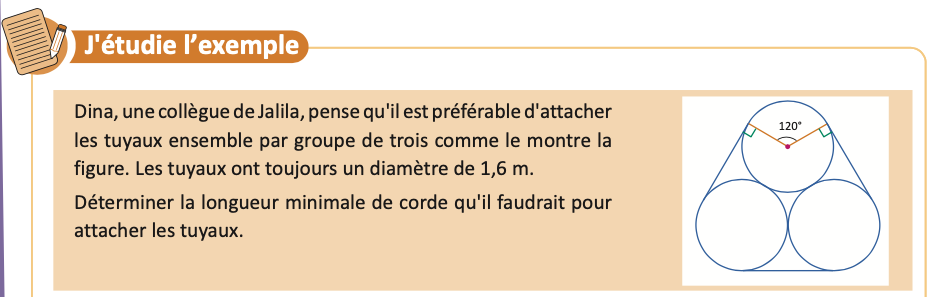 J'étudie l'exemple
Dina, une collègue de Jalila, pense qu'il est préférable d'attacher
les tuyaux ensemble par groupe de trois comme le montre la
figure. Les tuyaux ont toujours un diamètre de 1,6 m.
Déterminer la longueur minimale de corde qu'il faudrait pour
attacher les tuyaux.
120°